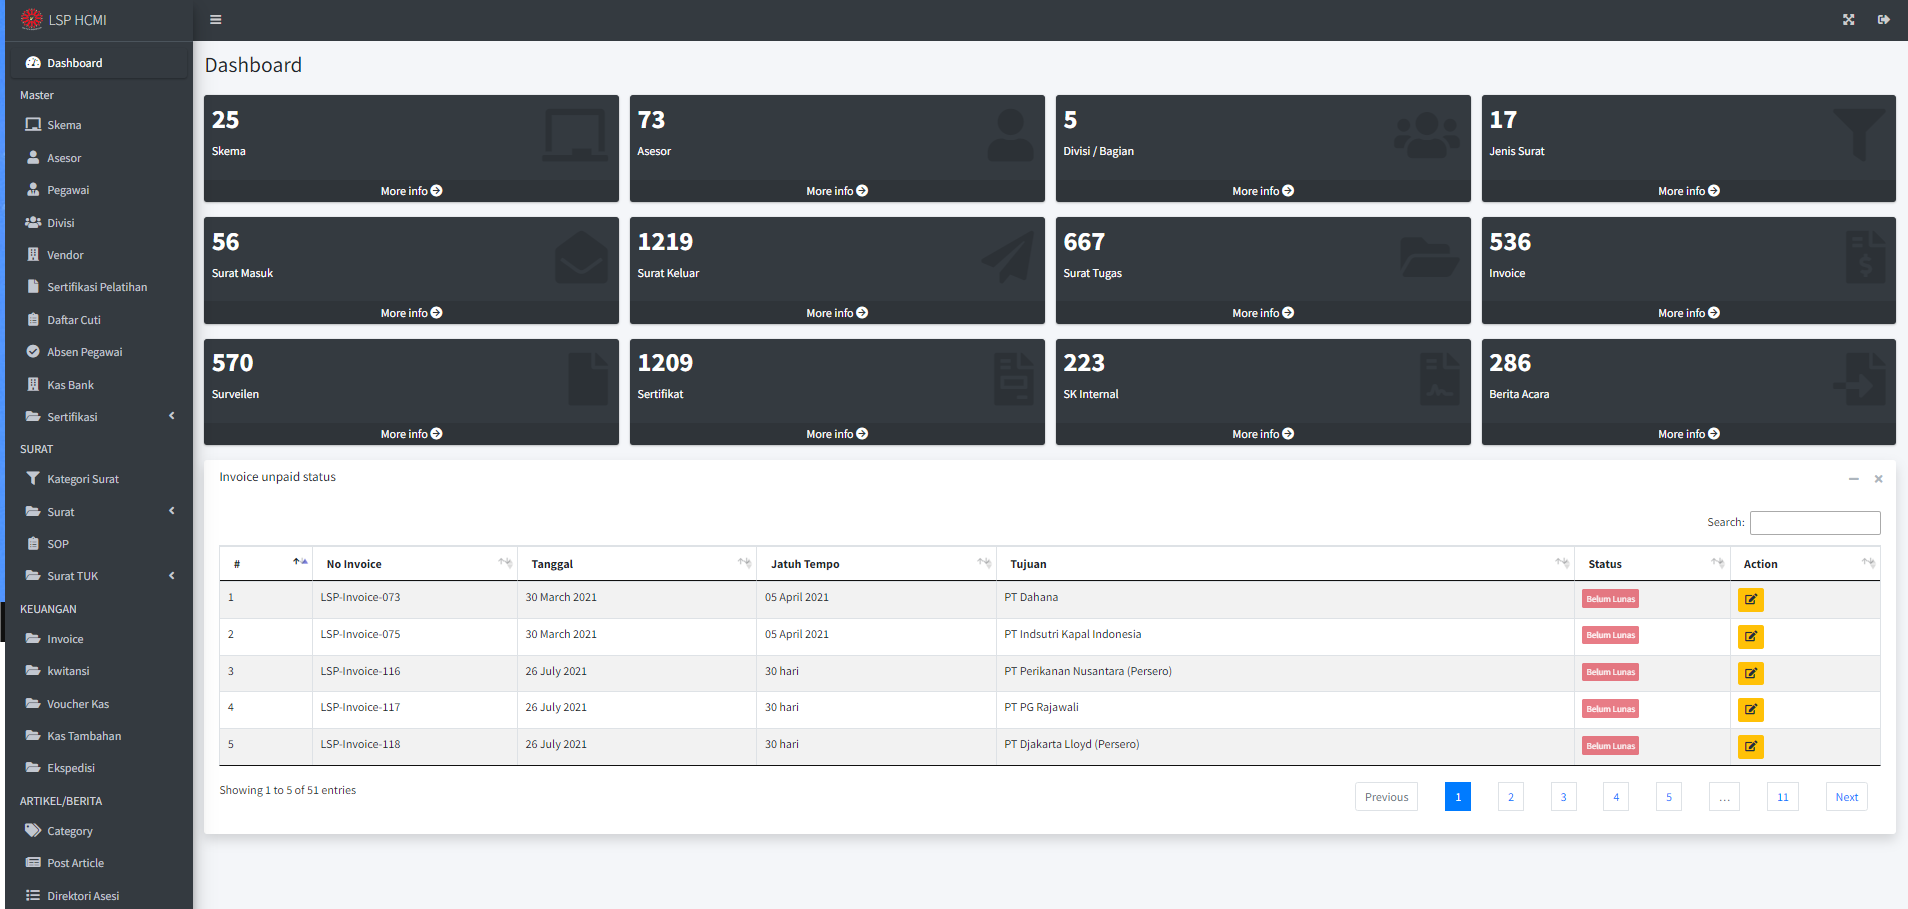 LSP HCMI
Dashboard
Master
Skema
Asesor
Pegawai
Divisi
Vendor
Sertifikasi Pelatihan
Daftar Cuti
Absen Pegawai
Kas Bank
Sertifikasi
SURAT
Kategori Surat
Surat
SOP
Surat TUK
KEUANGAN
Invoice
kwitansi
Voucher Kas
Kas Tambahan
Ekspedisi
ARTIKEL/BERITA
Category
Post Article
Direktori Asesi
Dashboard
25
Skema
More info
73
Asesor
More info
5
Divisi / Bagian
More info
17
Jenis Surat
More info
56
Surat Masuk
More info
1219
Surat Keluar
More info
667
Surat Tugas
More info
536
Invoice
More info
570
Surveilen
More info
1209
Sertifikat
More info
223
SK Internal
More info
286
Berita Acara
More info
Invoice unpaid status
Search:
# No Invoice Tanggal Jatuh Tempo Tujuan Status Action
1 LSP-Invoice-073 30 March 2021 05 April 2021 PT Dahana Belum Lunas
2 LSP-Invoice-075 30 March 2021 05 April 2021 PT Indsutri Kapal Indonesia Belum Lunas
3 LSP-Invoice-116 26 July 2021 30 hari PT Perikanan Nusantara (Persero) Belum Lunas
4 LSP-Invoice-117 26 July 2021 30 hari PT PG Rajawali Belum Lunas
5 LSP-Invoice-118 26 July 2021 30 hari PT Djakarta Lloyd (Persero) Belum Lunas
Showing 1 to 5 of 51 entries
Previous 1 2 3 4 5 … 11 Next